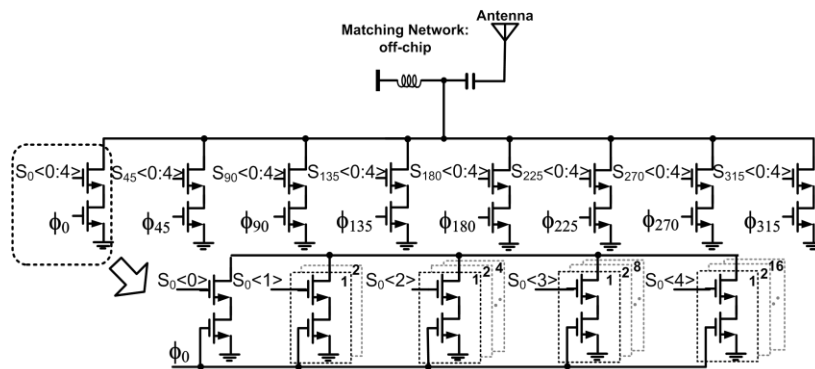 Antenna
Matching Network:
off-chip
S₀<0:4> S₄₅<0:4> S₉₀<0:4> S₁₃₅<0:4> S₁₈₀<0:4> S₂₂₅<0:4> S₂₇₀<0:4> S₃₁₅<0:4>
ϕ₀ ϕ₄₅ ϕ₉₀ ϕ₁₃₅ ϕ₁₈₀ ϕ₂₂₅ ϕ₂₇₀ ϕ₃₁₅
S₀<0> S₀<1> 1 2 S₀<2> 1 2 4 S₀<3> 1 2 8 S₀<4> 1 2 16
ϕ₀